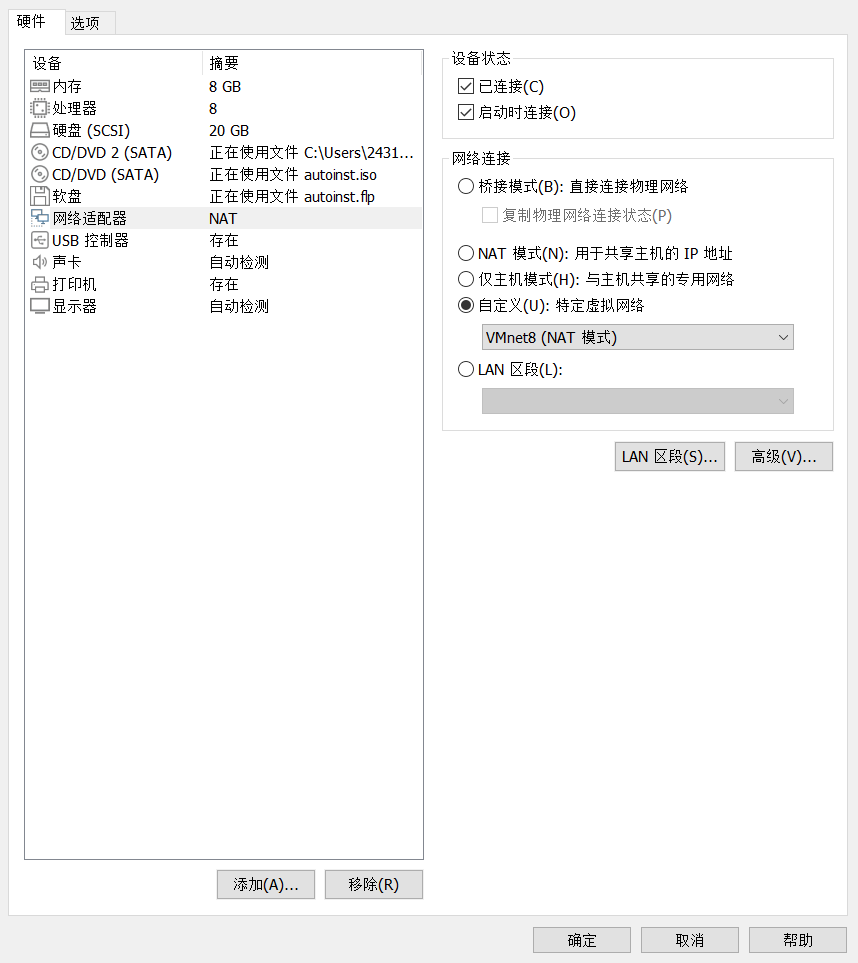 硬件 选项
设备 摘要
内存 8 GB
处理器 8
硬盘 (SCSI) 20 GB
CD/DVD 2 (SATA) 正在使用文件 C:\Users\2431...
CD/DVD (SATA) 正在使用文件 autoinst.iso
软盘 正在使用文件 autoinst.flp
网络适配器 NAT
USB 控制器 存在
声卡 自动检测
打印机 存在
显示器 自动检测
添加(A)... 移除(R)
设备状态
已连接(C)
启动时连接(O)
网络连接
桥接模式(B): 直接连接物理网络
复制物理网络连接状态(P)
NAT 模式(N): 用于共享主机的 IP 地址
仅主机模式(H): 与主机共享的专用网络
自定义(U): 特定虚拟网络
VMnet8 (NAT 模式)
LAN 区段(L):
LAN 区段(S)... 高级(V)...
确定 取消 帮助